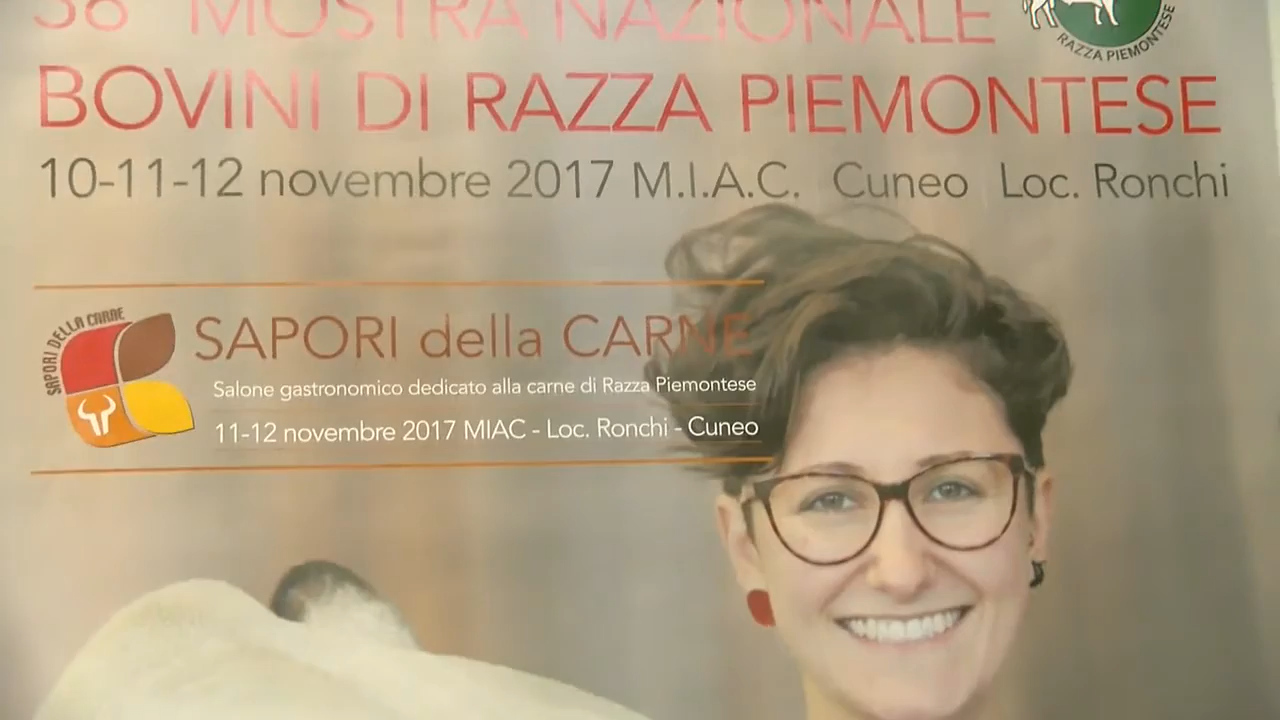 38ª MOSTRA NAZIONALE
RAZZA PIEMONTESE
BOVINI DI RAZZA PIEMONTESE
10-11-12 novembre 2017 M.I.A.C. Cuneo Loc. Ronchi
SAPORI DELLA CARNE
SAPORI della CARNE
Salone gastronomico dedicato alla carne di Razza Piemontese
11-12 novembre 2017 MIAC - Loc. Ronchi - Cuneo